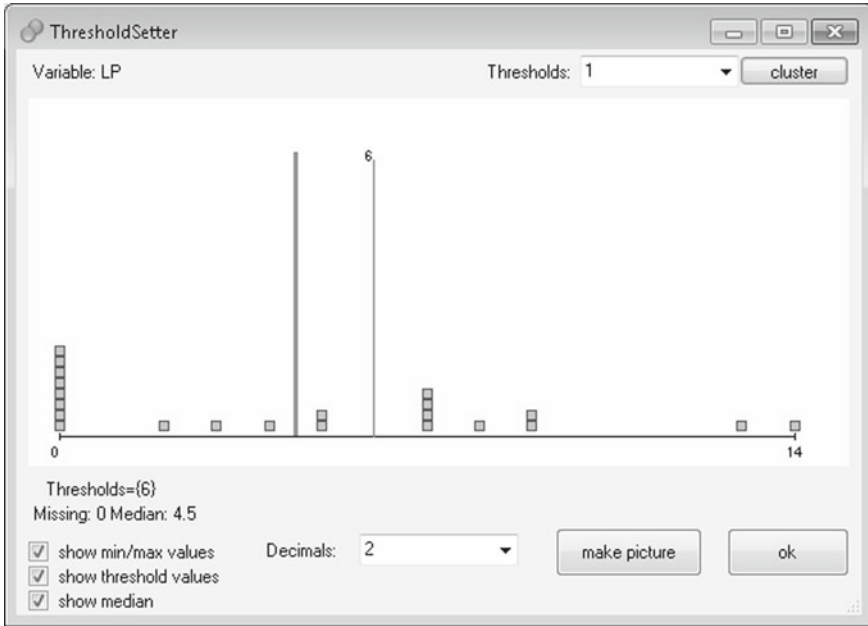 ThresholdSetter
Variable: LP
Thresholds: 1
cluster
6
0
14
Thresholds={6}
Missing: 0 Median: 4.5
show min/max values
show threshold values
show median
Decimals: 2
make picture
ok